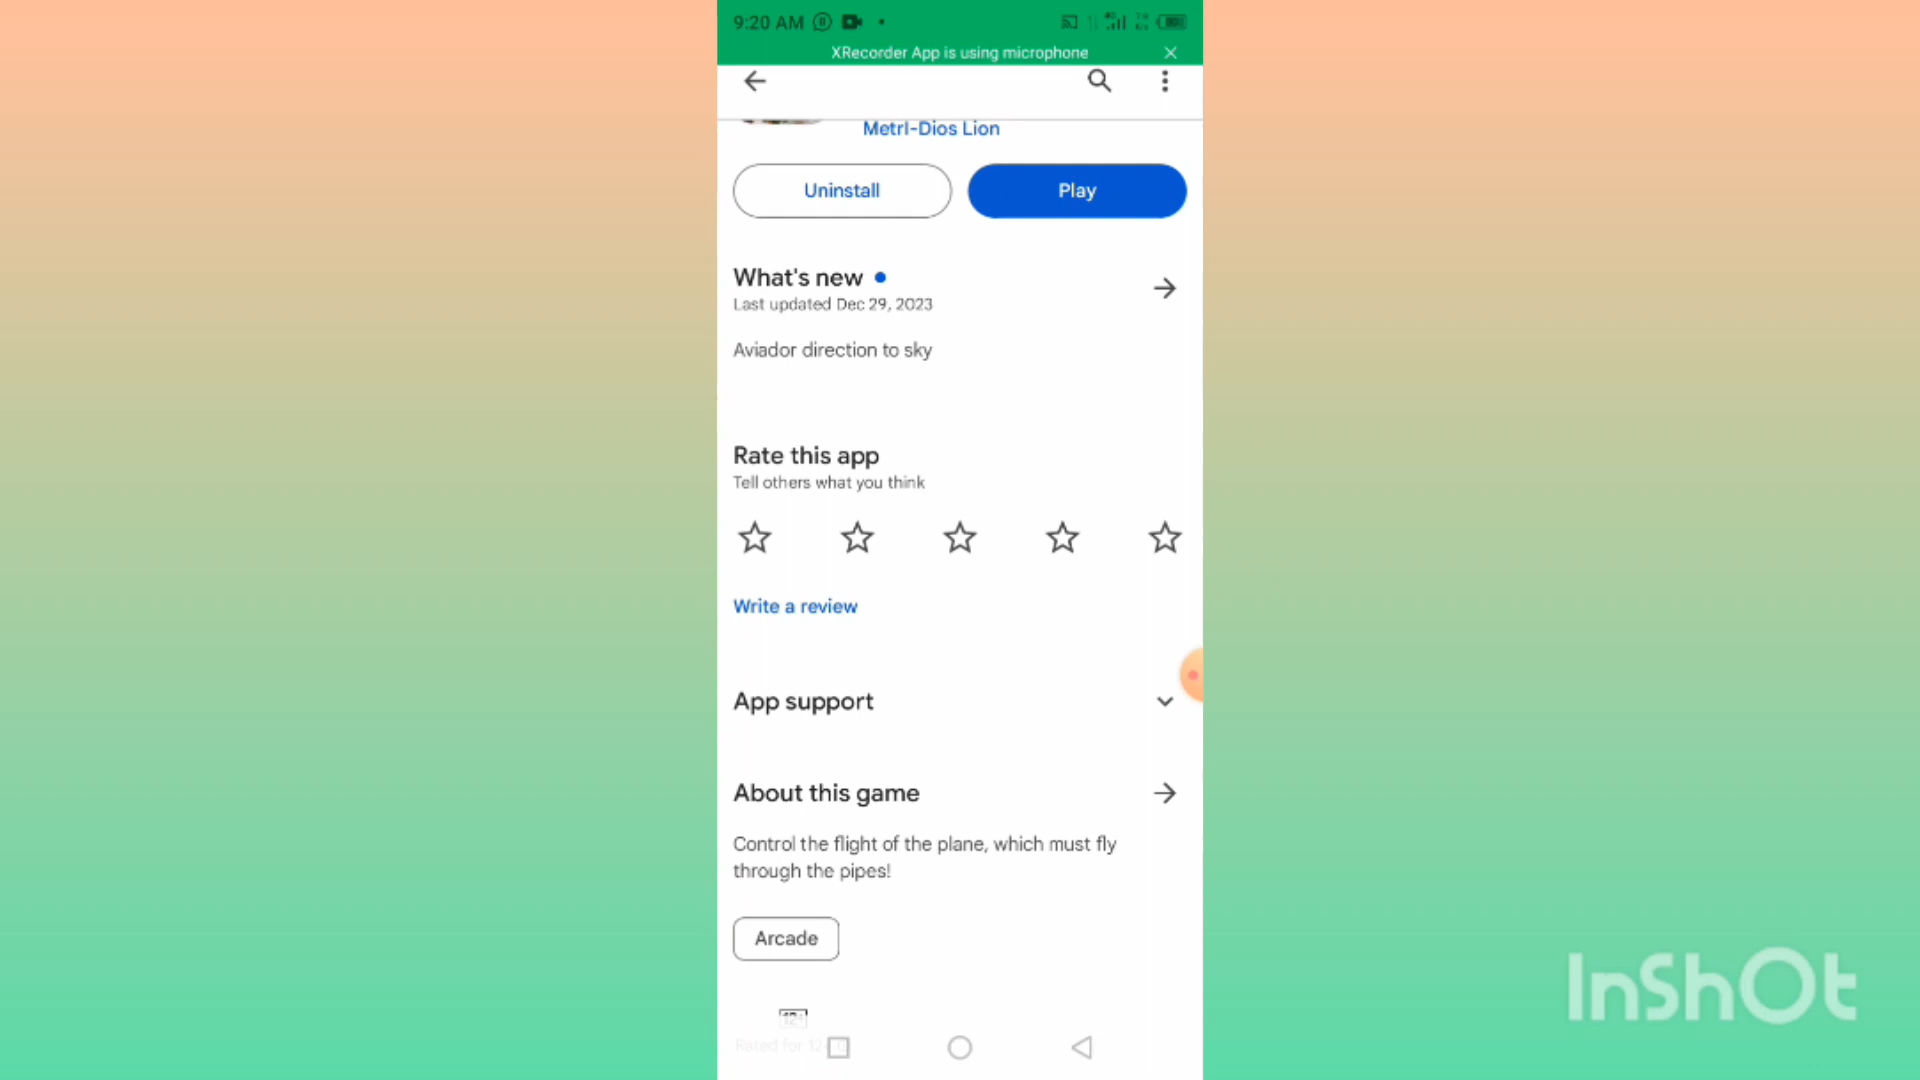 9:20 AM
XRecorder App is using microphone
Metrl-Dios Lion
Uninstall
Play
What's new
Last updated Dec 29, 2023
Aviador direction to sky
Rate this app
Tell others what you think
Write a review
App support
About this game
Control the flight of the plane, which must fly
through the pipes!
Arcade
12+
Rated for 12+
InShOt